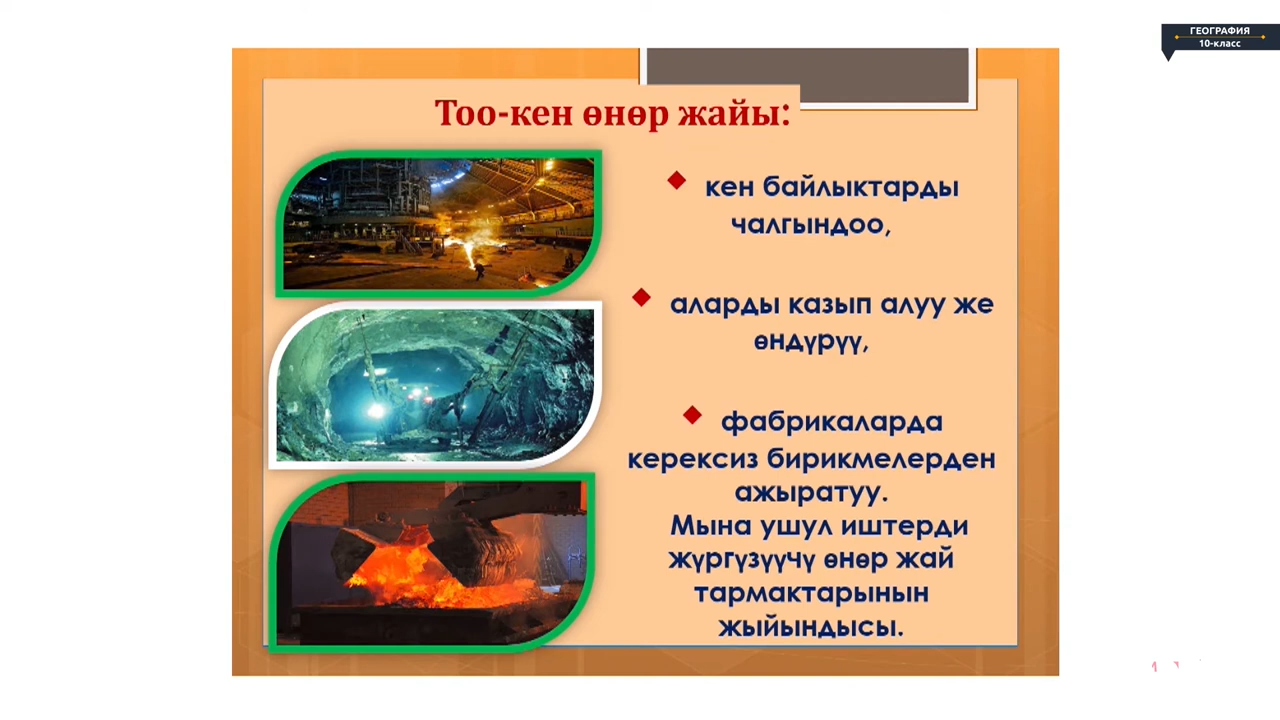 ГЕОГРАФИЯ
10-класс
Тоо-кен өнөр жайы:
кен байлыктарды
чалгындоо,
аларды казып алуу же
өндүрүү,
фабрикаларда
керексиз бирикмелерден
ажыратуу.
Мына ушул иштерди
жүргүзүүчү өнөр жай
тармактарынын
жыйындысы.